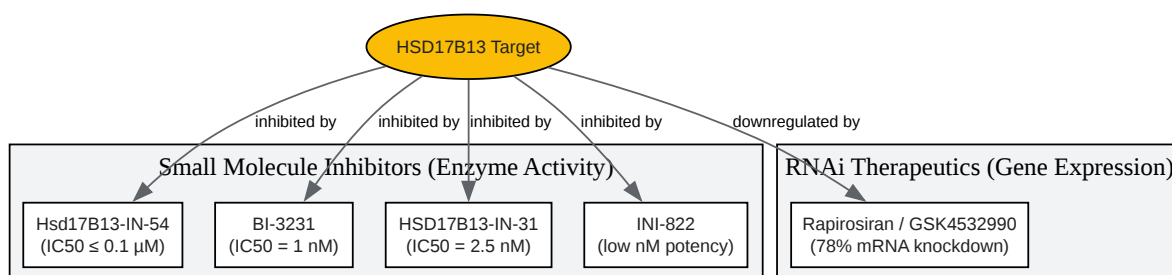 HSD17B13 Target
inhibited by
inhibited by
inhibited by
inhibited by
downregulated by
Small Molecule Inhibitors (Enzyme Activity)
RNAi Therapeutics (Gene Expression)
Hsd17B13-IN-54
(IC50 ≤ 0.1 µM)
BI-3231
(IC50 = 1 nM)
HSD17B13-IN-31
(IC50 = 2.5 nM)
INI-822
(low nM potency)
Rapirosiran / GSK4532990
(78% mRNA knockdown)